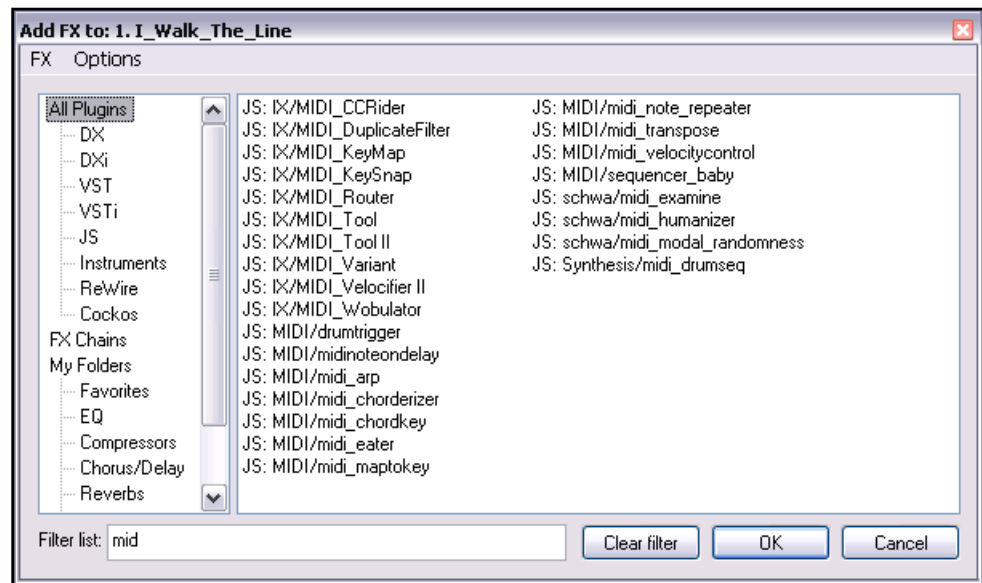 Add FX to: 1. I_Walk_The_Line
FX Options
All Plugins
DX
DXi
VST
VSTi
JS
Instruments
ReWire
Cockos
FX Chains
My Folders
Favorites
EQ
Compressors
Chorus/Delay
Reverbs
JS: IX/MIDI_CCRider
JS: IX/MIDI_DuplicateFilter
JS: IX/MIDI_KeyMap
JS: IX/MIDI_KeySnap
JS: IX/MIDI_Router
JS: IX/MIDI_Tool
JS: IX/MIDI_Tool II
JS: IX/MIDI_Variant
JS: IX/MIDI_Velocifier II
JS: IX/MIDI_Wobulator
JS: MIDI/drumtrigger
JS: MIDI/midinoteondelay
JS: MIDI/midi_arp
JS: MIDI/midi_chorderizer
JS: MIDI/midi_chordkey
JS: MIDI/midi_eater
JS: MIDI/midi_maptokey
JS: MIDI/midi_note_repeater
JS: MIDI/midi_transpose
JS: MIDI/midi_velocitycontrol
JS: MIDI/sequencer_baby
JS: schwa/midi_examine
JS: schwa/midi_humanizer
JS: schwa/midi_modal_randomness
JS: Synthesis/midi_drumseq
Filter list: mid
Clear filter OK Cancel